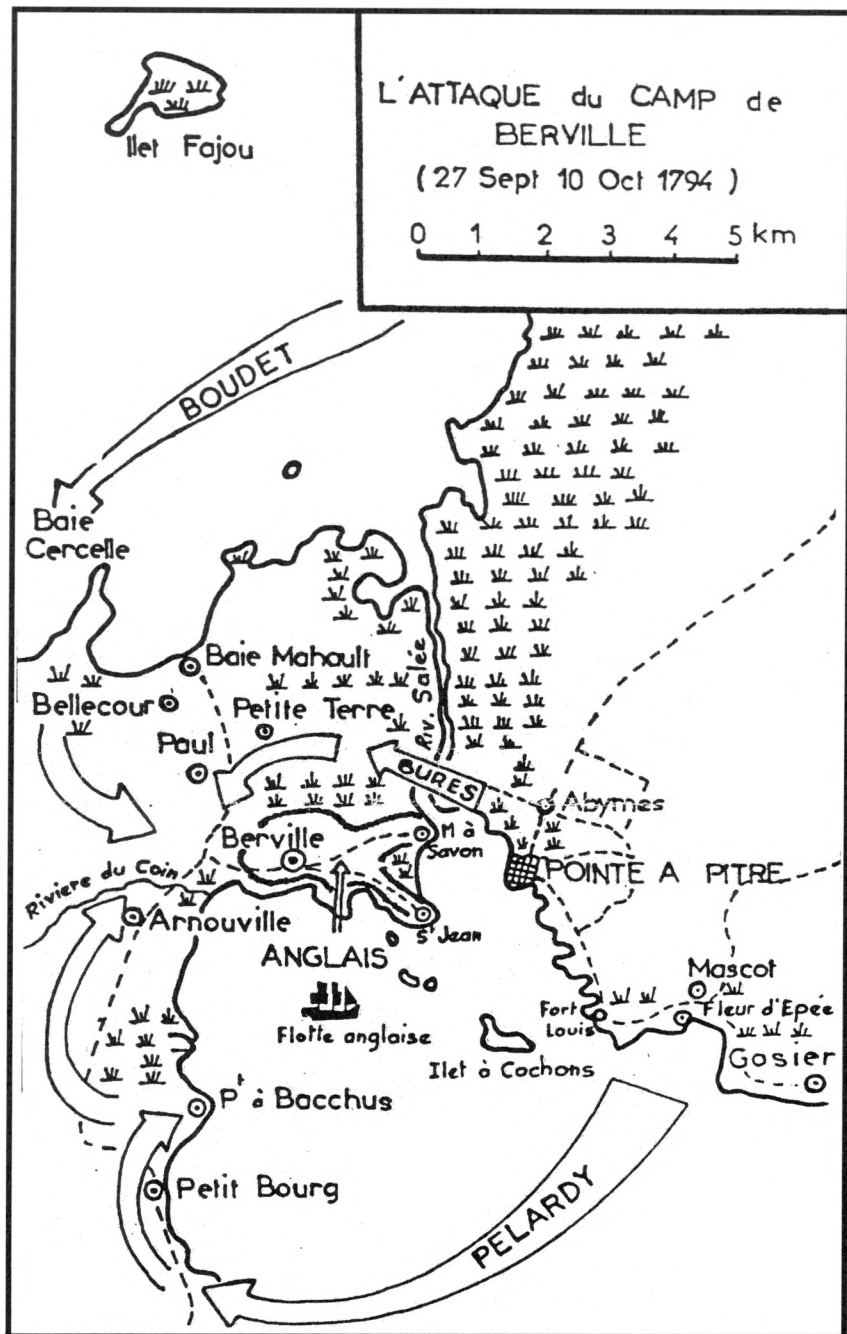 L'ATTAQUE du CAMP de
BERVILLE
( 27 Sept 10 Oct 1794 )
0 1 2 3 4 5 km
Ilet Fajou
BOUDET
Baie
Cercelle
Baie Mahault
Riv. Salée
Bellecour
Petite Terre
Paul
BURES
Abymes
Berville
M à
Savon
POINTE A PITRE
Riviere du Coin
Arnouville
St Jean
ANGLAIS
Mascot
Flotte anglaise
Fort
Louis
Fleur d'Epée
Ilet à Cochons
Gosier
Pt à Bacchus
Petit Bourg
PELARDY